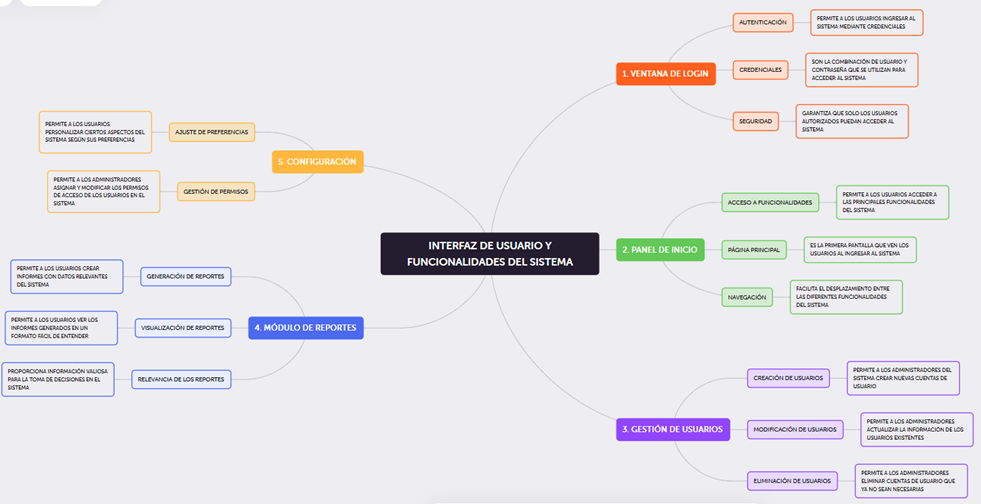 INTERFAZ DE USUARIO Y
FUNCIONALIDADES DEL SISTEMA
1. VENTANA DE LOGIN
AUTENTICACIÓN
PERMITE A LOS USUARIOS INGRESAR AL
SISTEMA MEDIANTE CREDENCIALES
CREDENCIALES
SON LA COMBINACIÓN DE USUARIO Y
CONTRASEÑA QUE SE UTILIZAN PARA
ACCEDER AL SISTEMA
SEGURIDAD
GARANTIZA QUE SOLO LOS USUARIOS
AUTORIZADOS PUEDAN ACCEDER AL
SISTEMA
2. PANEL DE INICIO
ACCESO A FUNCIONALIDADES
PERMITE A LOS USUARIOS ACCEDER A
LAS PRINCIPALES FUNCIONALIDADES
DEL SISTEMA
PÁGINA PRINCIPAL
ES LA PRIMERA PANTALLA QUE VEN LOS
USUARIOS AL INGRESAR AL SISTEMA
NAVEGACIÓN
FACILITA EL DESPLAZAMIENTO ENTRE
LAS DIFERENTES FUNCIONALIDADES
DEL SISTEMA
3. GESTIÓN DE USUARIOS
CREACIÓN DE USUARIOS
PERMITE A LOS ADMINISTRADORES DEL
SISTEMA CREAR NUEVAS CUENTAS DE
USUARIO
MODIFICACIÓN DE USUARIOS
PERMITE A LOS ADMINISTRADORES
ACTUALIZAR LA INFORMACIÓN DE LOS
USUARIOS EXISTENTES
ELIMINACIÓN DE USUARIOS
PERMITE A LOS ADMINISTRADORES
ELIMINAR CUENTAS DE USUARIO QUE
YA NO SEAN NECESARIAS
4. MÓDULO DE REPORTES
GENERACIÓN DE REPORTES
PERMITE A LOS USUARIOS CREAR
INFORMES CON DATOS RELEVANTES
DEL SISTEMA
VISUALIZACIÓN DE REPORTES
PERMITE A LOS USUARIOS VER LOS
INFORMES GENERADOS EN UN
FORMATO FÁCIL DE ENTENDER
RELEVANCIA DE LOS REPORTES
PROPORCIONA INFORMACIÓN VALIOSA
PARA LA TOMA DE DECISIONES EN EL
SISTEMA
5. CONFIGURACIÓN
AJUSTE DE PREFERENCIAS
PERMITE A LOS USUARIOS
PERSONALIZAR CIERTOS ASPECTOS DEL
SISTEMA SEGÚN SUS PREFERENCIAS
GESTIÓN DE PERMISOS
PERMITE A LOS ADMINISTRADORES
ASIGNAR Y MODIFICAR LOS PERMISOS
DE ACCESO DE LOS USUARIOS EN EL
SISTEMA